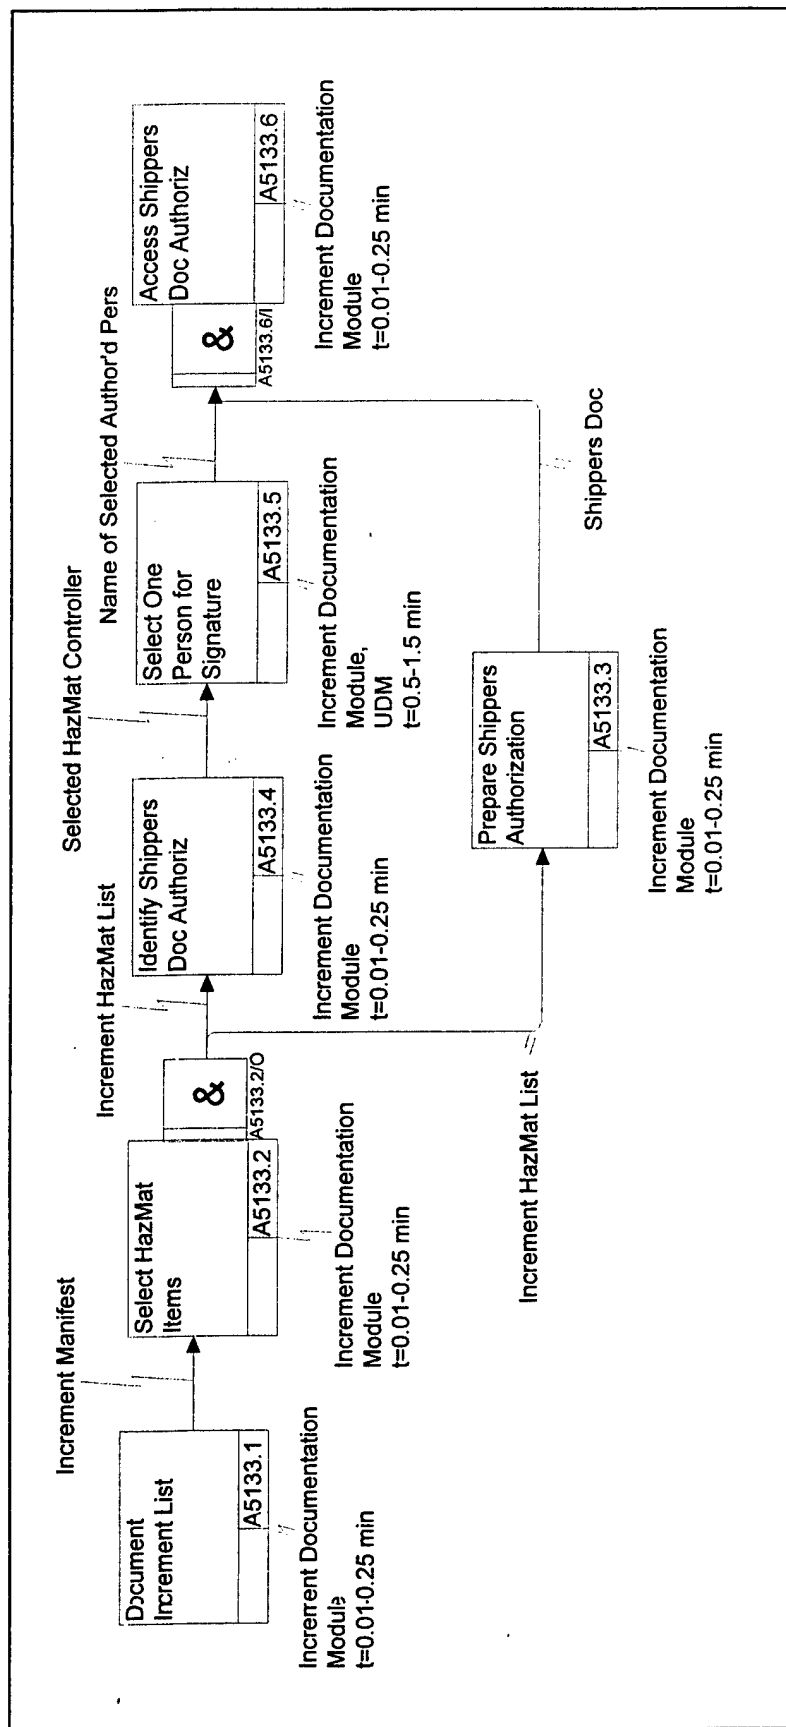 Increment Manifest
Document
Increment List
A5133.1
Increment Documentation
Module
t=0.01-0.25 min
Select HazMat
Items
A5133.2
Increment Documentation
Module
t=0.01-0.25 min
&
A5133.2/O
Increment HazMat List
Increment HazMat List
Identify Shippers
Doc Authoriz
A5133.4
Increment Documentation
Module
t=0.01-0.25 min
Selected HazMat Controller
Select One
Person for
Signature
A5133.5
Increment Documentation
Module,
UDM
t=0.5-1.5 min
Prepare Shippers
Authorization
A5133.3
Increment Documentation
Module
t=0.01-0.25 min
Name of Selected Author'd Pers
Shippers Doc
&
A5133.6/I
Access Shippers
Doc Authoriz
A5133.6
Increment Documentation
Module
t=0.01-0.25 min